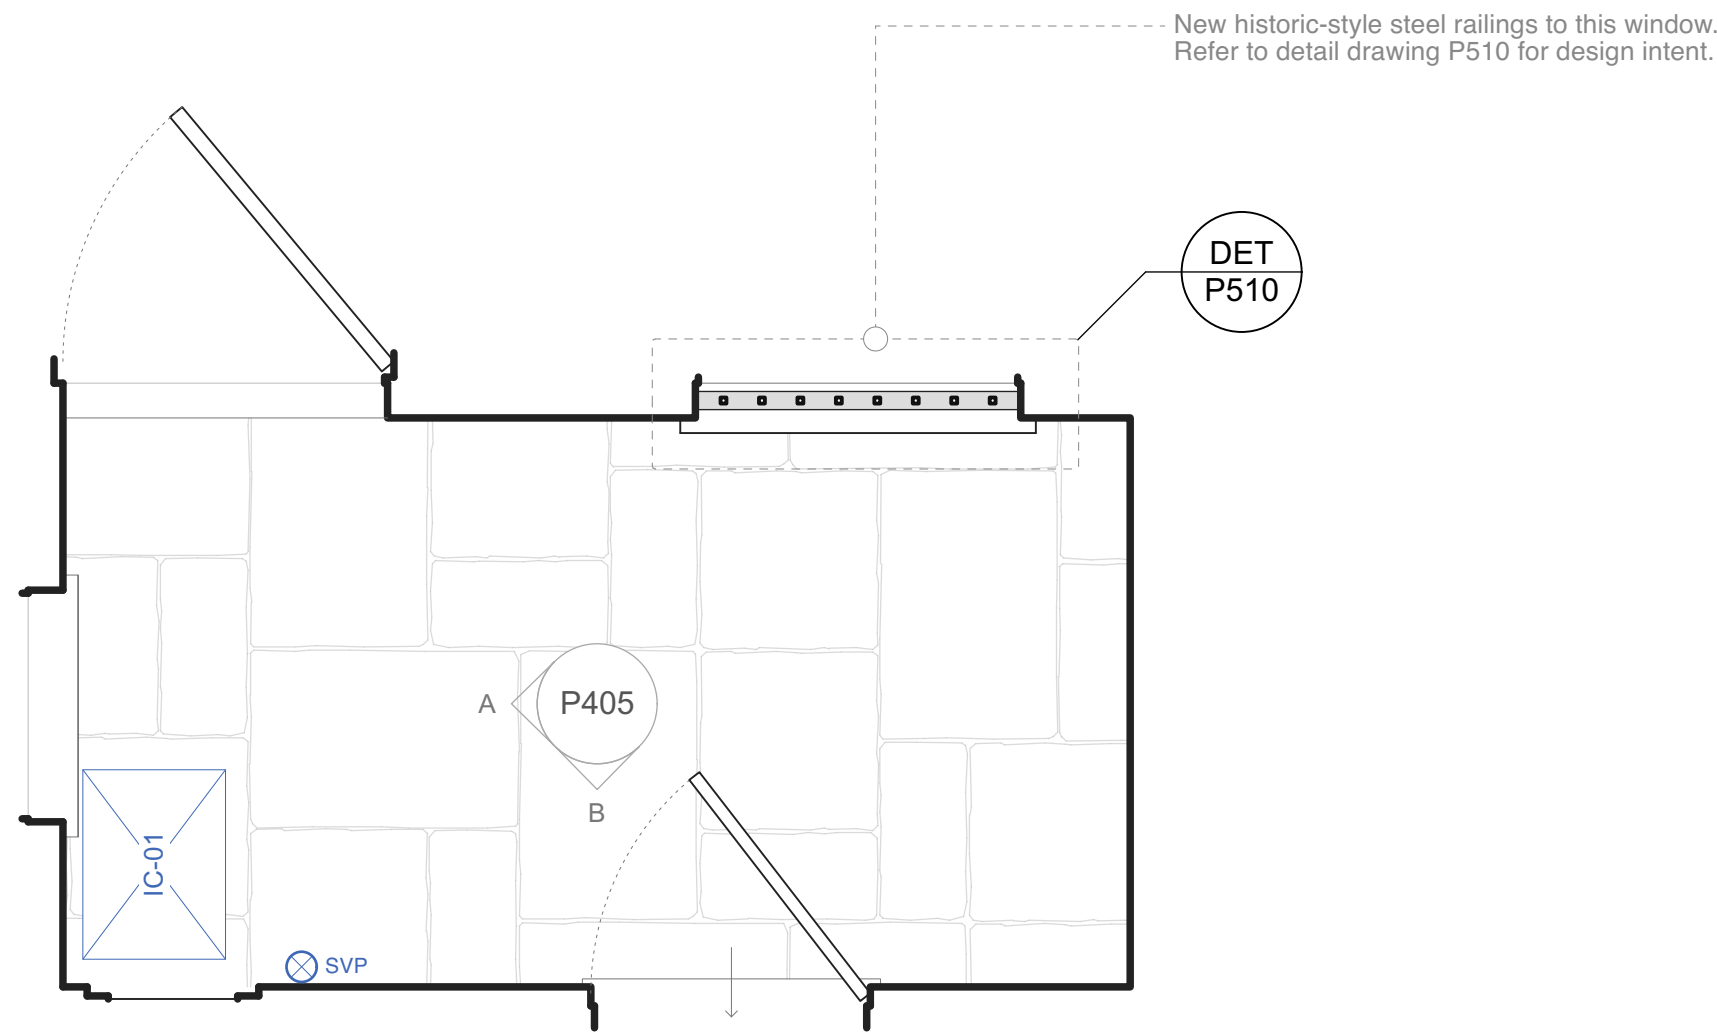 New historic-style steel railings to this window.
Refer to detail drawing P510 for design intent.
DET
P510
A
P405
B
IC-01
SVP